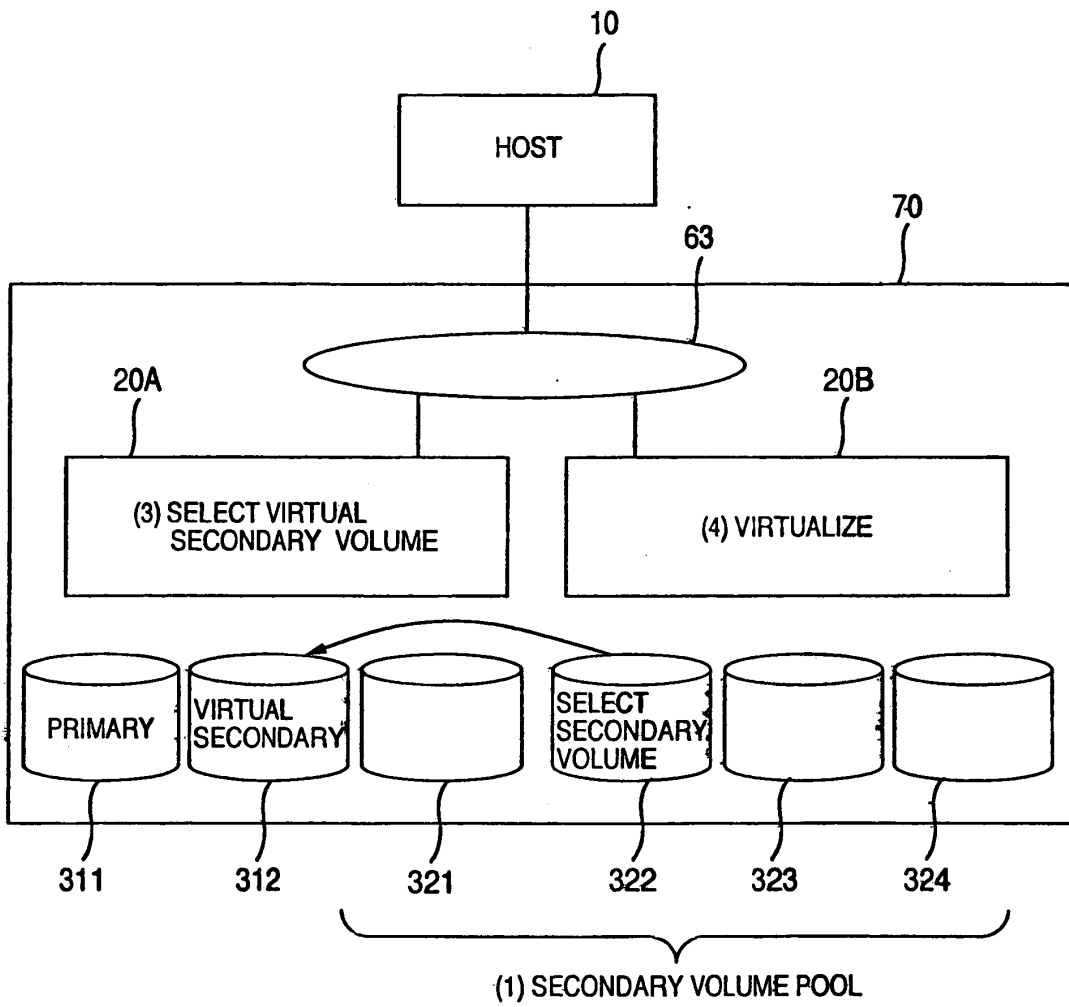 10
HOST
70
63
20A
20B
(3) SELECT VIRTUAL
SECONDARY VOLUME
(4) VIRTUALIZE
PRIMARY
VIRTUAL
SECONDARY
SELECT
SECONDARY
VOLUME
311
312
321
322
323
324
(1) SECONDARY VOLUME POOL